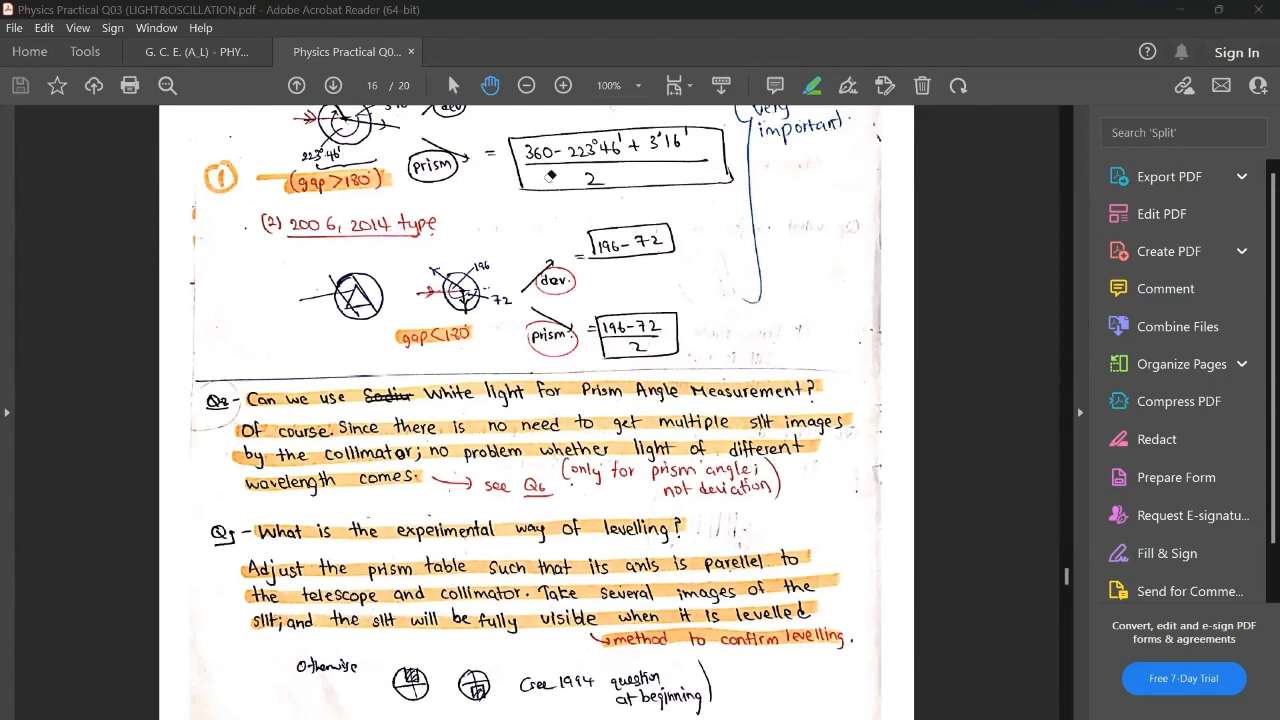 Physics Practical Q03 (LIGHT&OSCILLATION.pdf - Adobe Acrobat Reader (64-bit)
File Edit View Sign Window Help
Home Tools G. C. E. (A_L) - PHY... Physics Practical Q0... × Sign In
16 / 20 100%
very
important.
dev
223°46'
(gap>180°)
prism
= 360 - 223°46' + 3°16'
2
1
(2) 2006, 2014 type
196
72
gap<180°
dev. = 196-72
prism. = 196-72
2
Q2 - Can we use White light for Prism Angle Measurement?
Of course. Since there is no need to get multiple slit images
by the collimator; no problem whether light of different
wavelength comes. → see Q6 (only for prism angle;
not deviation)
- What is the experimental way of levelling?
Adjust the prism table such that its axis is parellel to
the telescope and collimator. Take several images of the
slit; and the slit will be fully visible when it is levelled
method to confirm levelling.
Otherwise
(see 1994 question
at beginning)
Search 'Split'
Export PDF
Edit PDF
Create PDF
Comment
Combine Files
Organize Pages
Compress PDF
Redact
Prepare Form
Request E-signatu...
Fill & Sign
Send for Comme...
Convert, edit and e-sign PDF
forms & agreements
Free 7-Day Trial